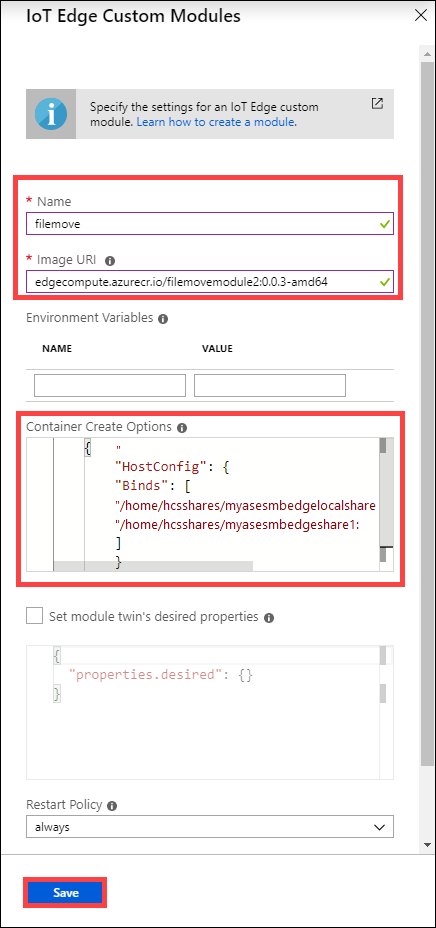 IoT Edge Custom Modules
Specify the settings for an IoT Edge custom
module. Learn how to create a module.
* Name
filemove
* Image URI
edgecompute.azurecr.io/filemovemodule2:0.0.3-amd64
Environment Variables
NAME VALUE
Container Create Options
{ "
"HostConfig": {
"Binds": [
"/home/hcsshares/myasesmbedgelocalshare
"/home/hcsshares/myasesmbedgeshare1:
]
}
Set module twin's desired properties
{
"properties.desired": {}
}
Restart Policy
always
Save